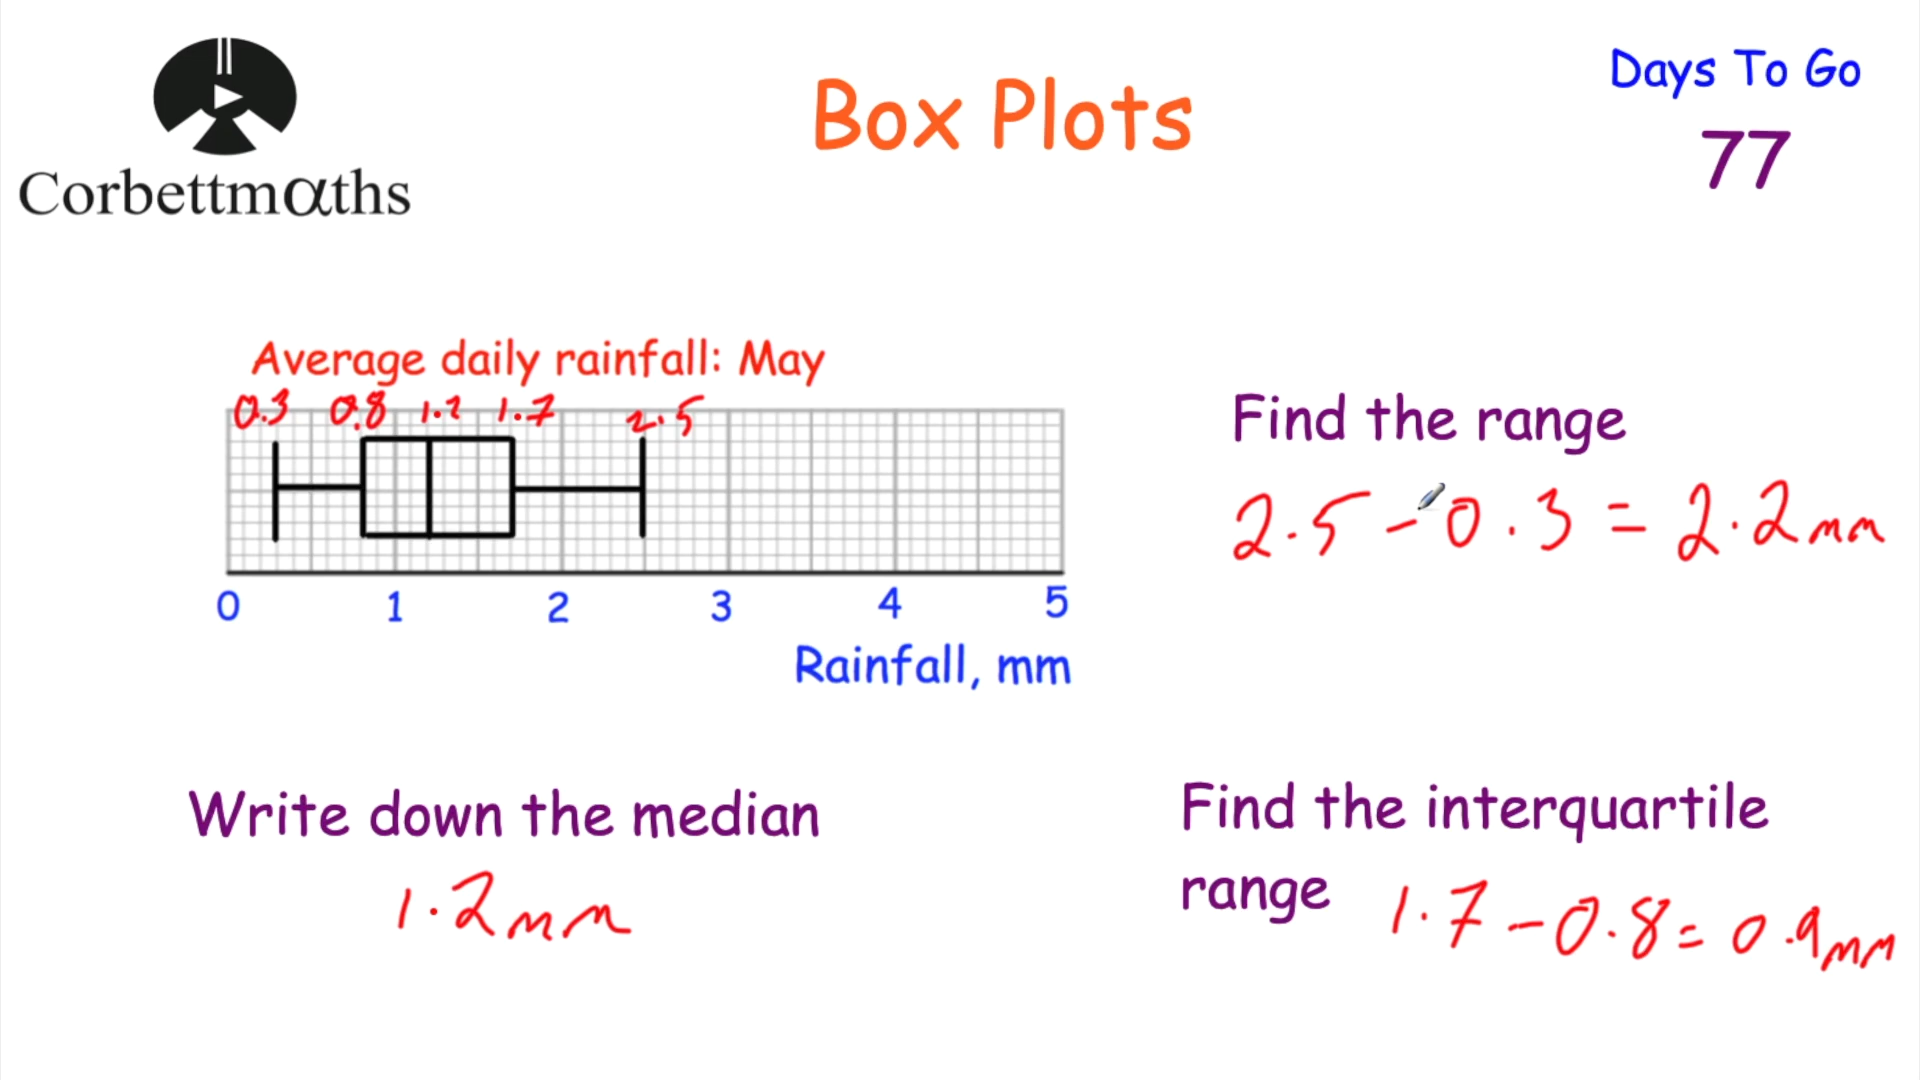 Corbettmαths
Box Plots
Days To Go
77
Average daily rainfall: May
0.3 0.8 1.2 1.7 2.5
0 1 2 3 4 5
Rainfall, mm
Find the range
2.5 - 0.3 = 2.2mm
Write down the median
1.2mm
Find the interquartile
range 1.7 - 0.8 = 0.9mm